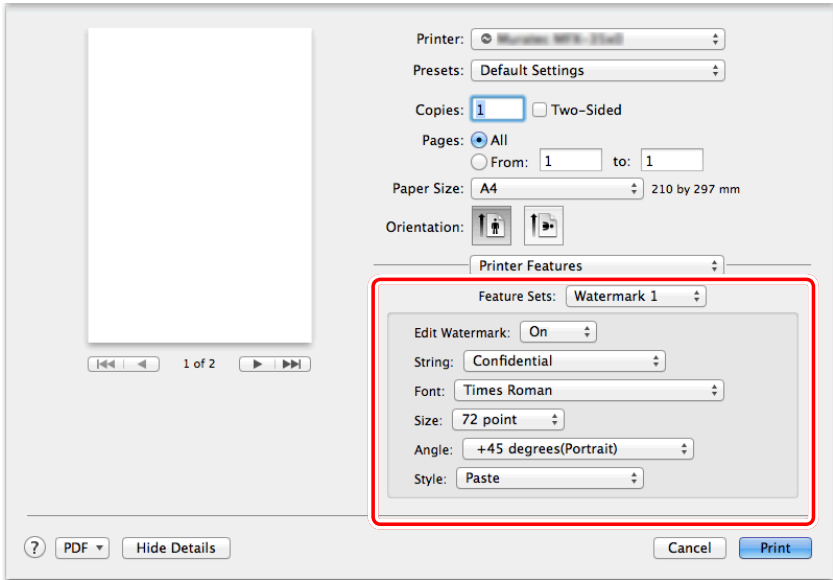 Printer:
Presets: Default Settings
Copies: 1 Two-Sided
Pages: All
From: 1 to: 1
Paper Size: A4 210 by 297 mm
Orientation:
Printer Features
Feature Sets: Watermark 1
Edit Watermark: On
String: Confidential
Font: Times Roman
Size: 72 point
Angle: +45 degrees(Portrait)
Style: Paste
1 of 2
? PDF Hide Details Cancel Print